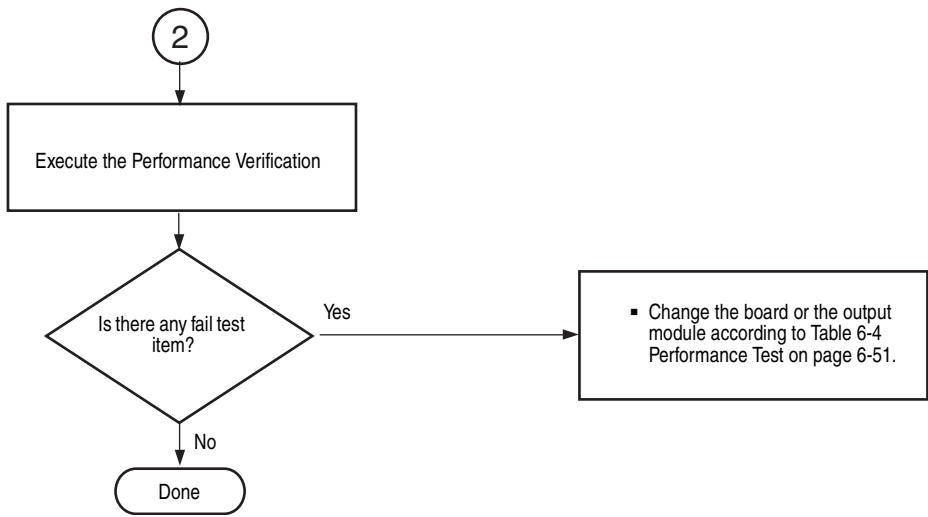 2
Execute the Performance Verification
Is there any fail test
item?
Yes
▪ Change the board or the output
module according to Table 6-4
Performance Test on page 6-51.
No
Done